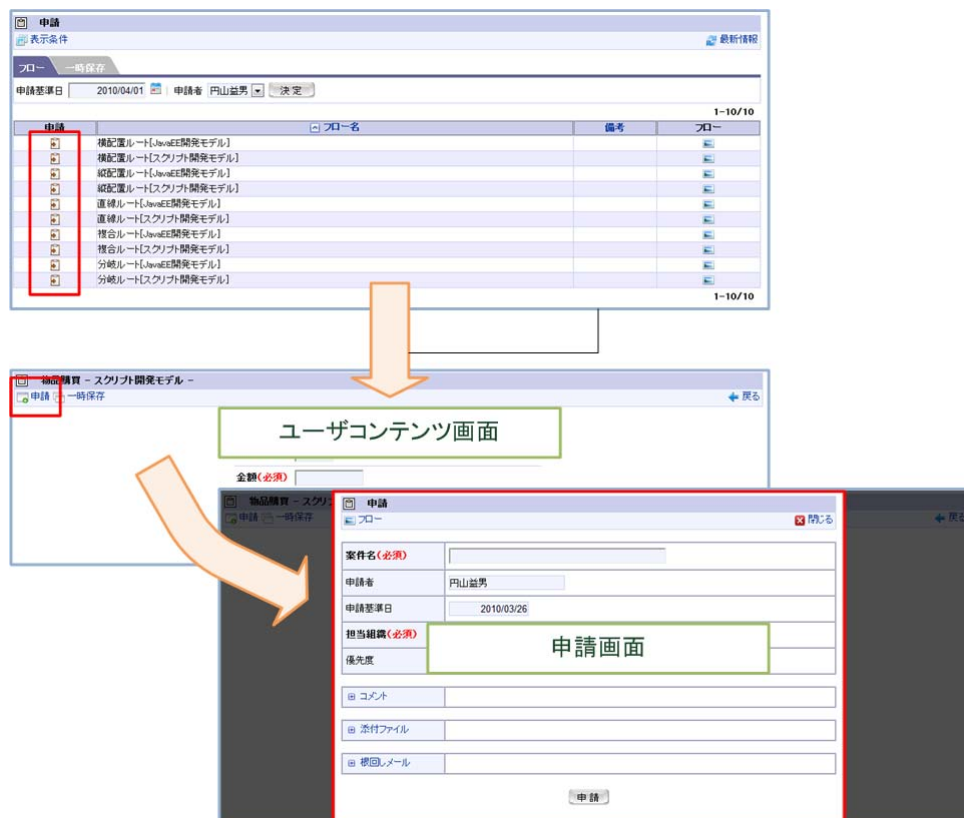 申請
表示条件 最新情報
フロー 一時保存
申請基準日 2010/04/01 申請者 円山益男 決定
1-10/10
申請 フロー名 備考 フロー
横配置ルート[JavaEE開発モデル]
横配置ルート[スクリプト開発モデル]
縦配置ルート[JavaEE開発モデル]
縦配置ルート[スクリプト開発モデル]
直線ルート[JavaEE開発モデル]
直線ルート[スクリプト開発モデル]
複合ルート[JavaEE開発モデル]
複合ルート[スクリプト開発モデル]
分岐ルート[JavaEE開発モデル]
分岐ルート[スクリプト開発モデル]
1-10/10
物品購買 - スクリプト開発モデル -
申請 一時保存 戻る
ユーザコンテンツ画面
金額(必須)
物品購買 - スクリ
申請 一時保存 戻る
申請
フロー 閉じる
案件名(必須)
申請者 円山益男
申請基準日 2010/03/26
担当組織(必須)
申請画面
優先度
コメント
添付ファイル
根回しメール
申請